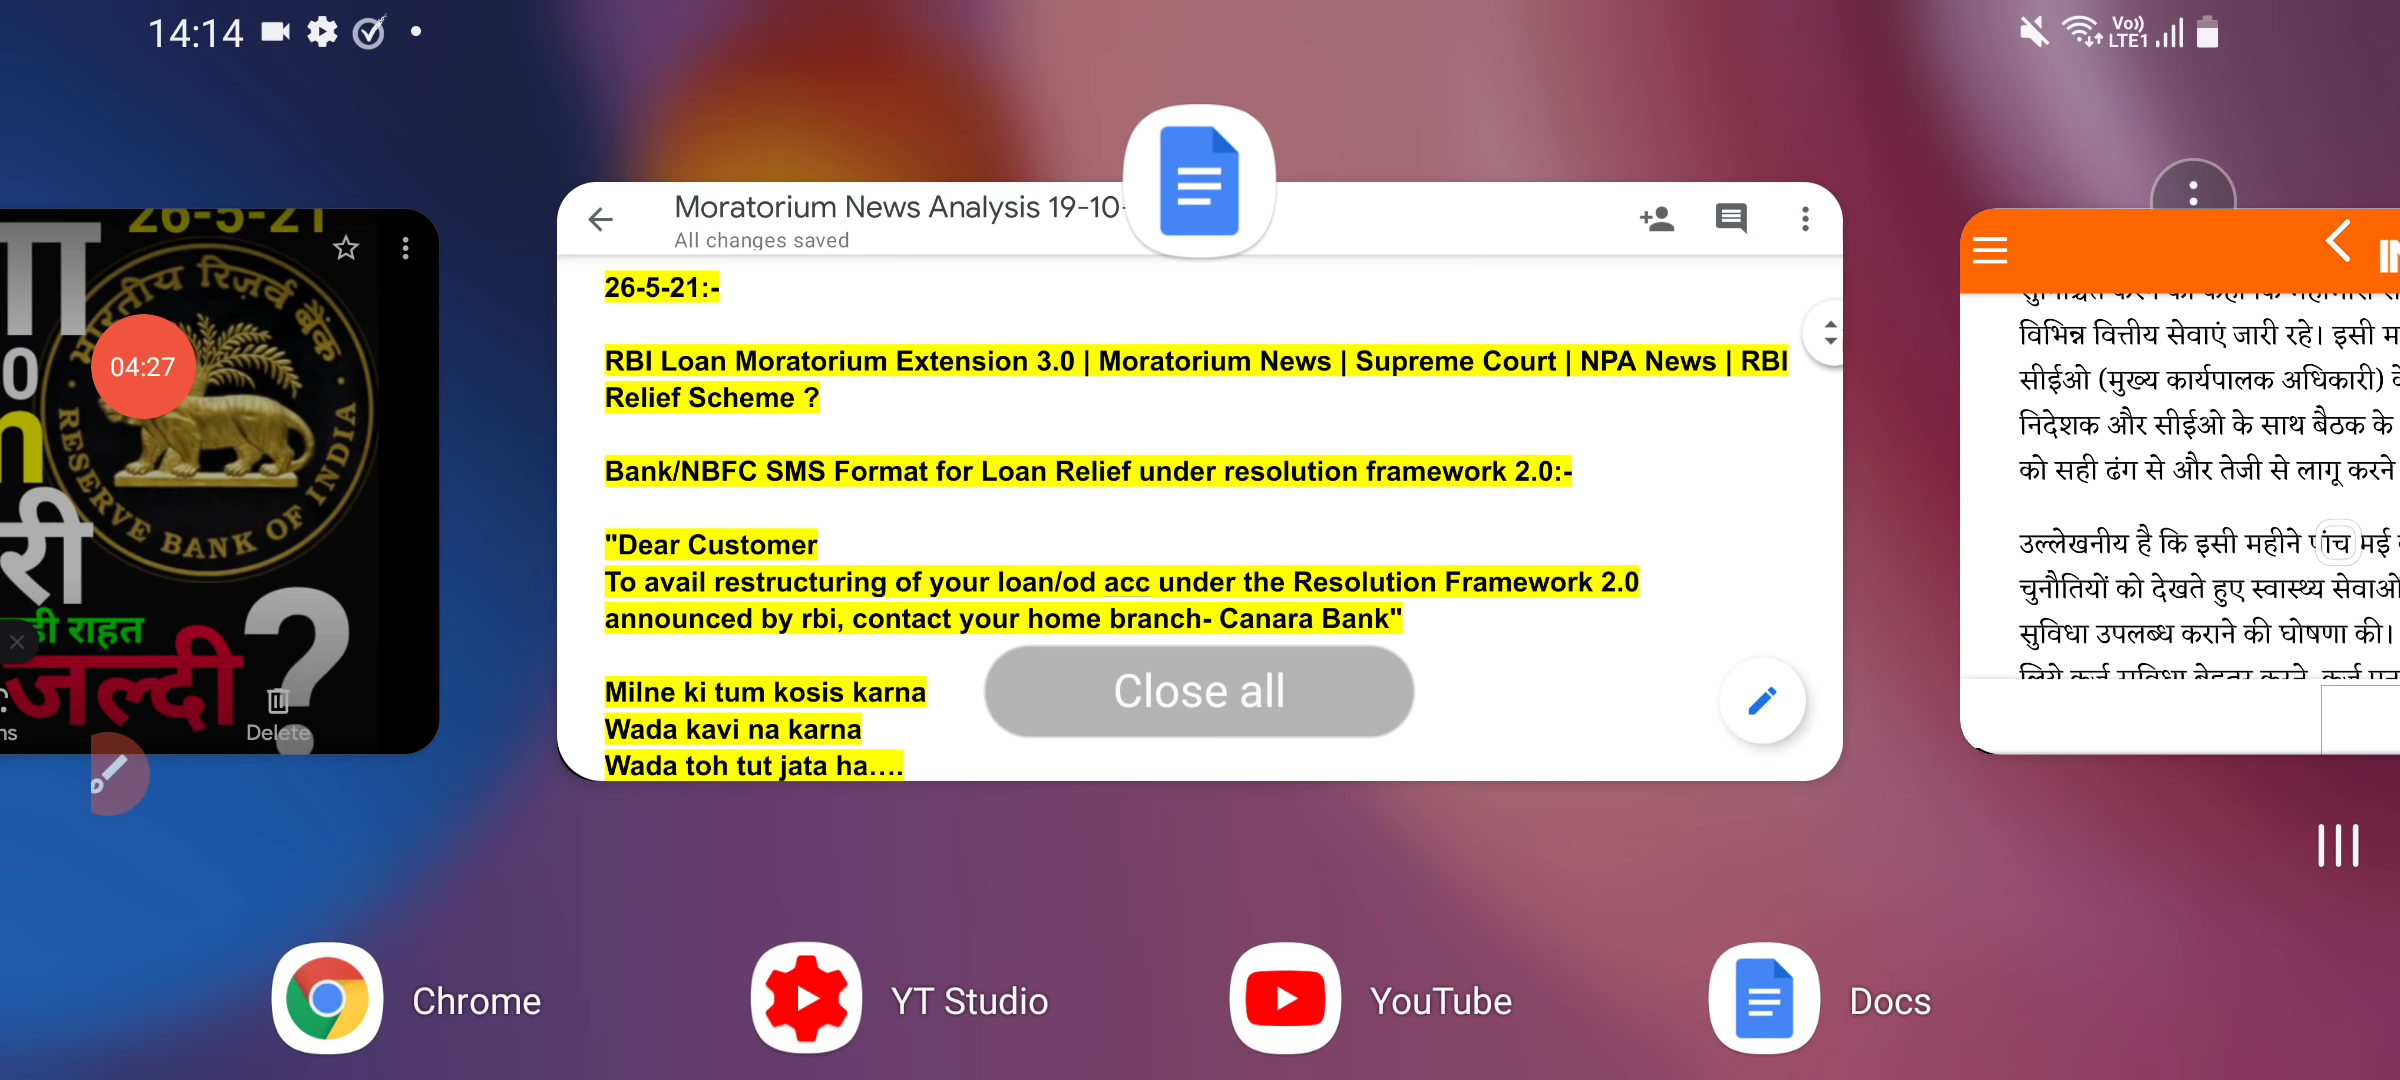 14:14
Vo)) LTE1
26-5-21
भारतीय रिज़र्व बैंक
RESERVE BANK OF INDIA
04:27
री
ही राहत
जल्दी ?
Delete
Moratorium News Analysis 19-10-
All changes saved
26-5-21:-
RBI Loan Moratorium Extension 3.0 | Moratorium News | Supreme Court | NPA News | RBI
Relief Scheme ?
Bank/NBFC SMS Format for Loan Relief under resolution framework 2.0:-
"Dear Customer
To avail restructuring of your loan/od acc under the Resolution Framework 2.0
announced by rbi, contact your home branch- Canara Bank"
Milne ki tum kosis karna
Wada kavi na karna
Wada toh tut jata ha....
Close all
विभिन्न वित्तीय सेवाएं जारी रहे। इसी
सीईओ (मुख्य कार्यपालक अधिकारी)
निदेशक और सीईओ के साथ बैठक के
को सही ढंग से और तेजी से लागू करने
उल्लेखनीय है कि इसी महीने पांच मई
चुनौतियों को देखते हुए स्वास्थ्य सेवाओं
सुविधा उपलब्ध कराने की घोषणा की।
Chrome
YT Studio
YouTube
Docs